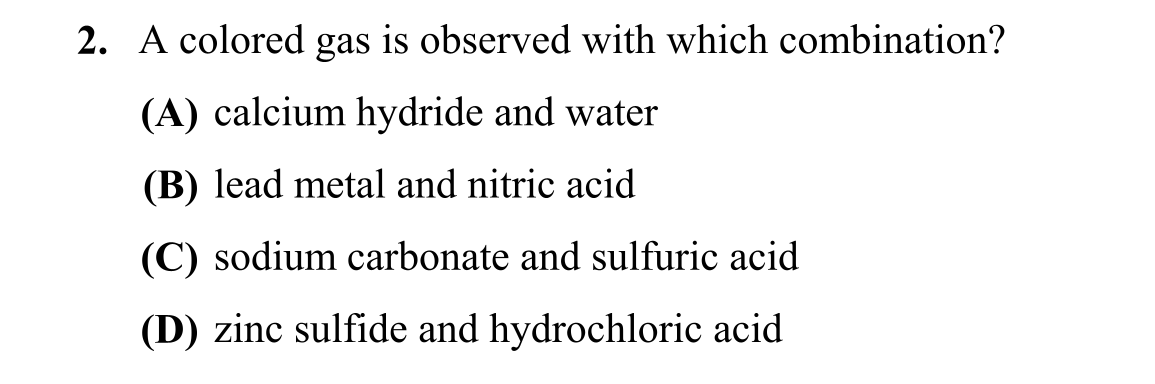 2. A colored gas is observed with which combination?
(A) calcium hydride and water
(B) lead metal and nitric acid
(C) sodium carbonate and sulfuric acid
(D) zinc sulfide and hydrochloric acid